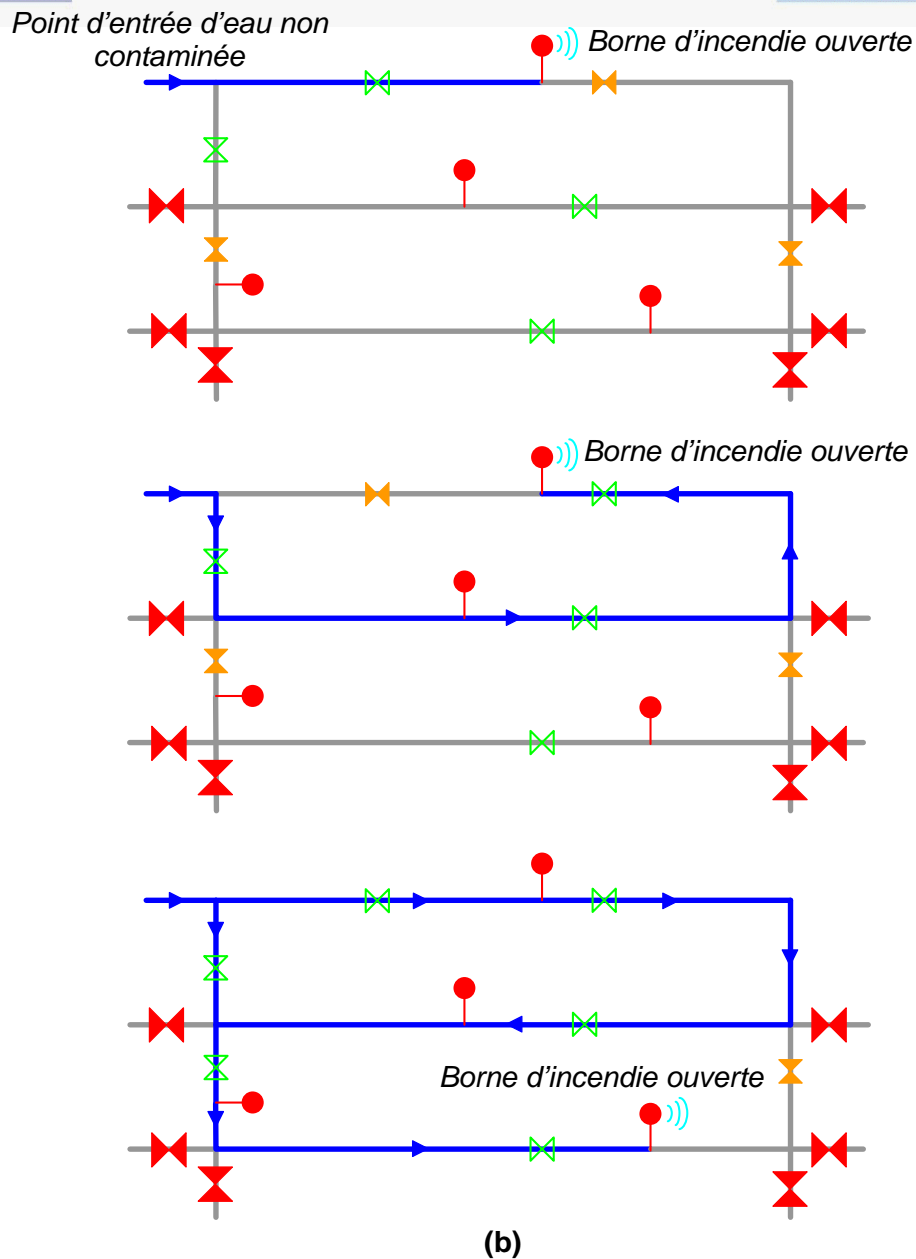 Point d'entrée d'eau non
contaminée
Borne d'incendie ouverte
Borne d'incendie ouverte
Borne d'incendie ouverte
(b)